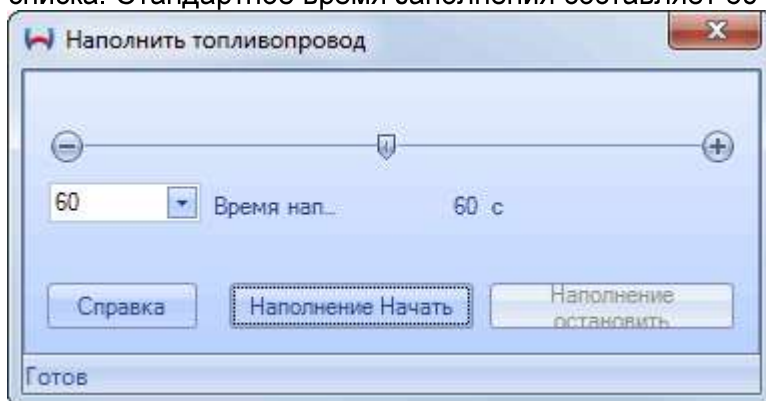 списка. Стандартное время заполнения составляет 60
Наполнить топливопровод
60
Время нап...
60 с
Справка
Наполнение Начать
Наполнение
остановить
Готов